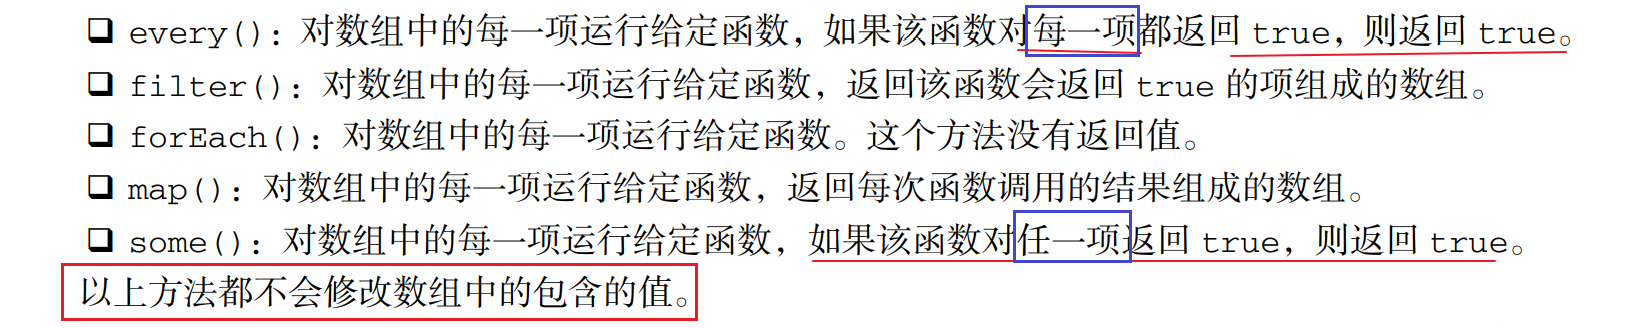 ❑ every()：对数组中的每一项运行给定函数，如果该函数对每一项都返回 true，则返回 true。
❑ filter()：对数组中的每一项运行给定函数，返回该函数会返回 true 的项组成的数组。
❑ forEach()：对数组中的每一项运行给定函数。这个方法没有返回值。
❑ map()：对数组中的每一项运行给定函数，返回每次函数调用的结果组成的数组。
❑ some()：对数组中的每一项运行给定函数，如果该函数对任一项返回 true，则返回 true。
以上方法都不会修改数组中的包含的值。